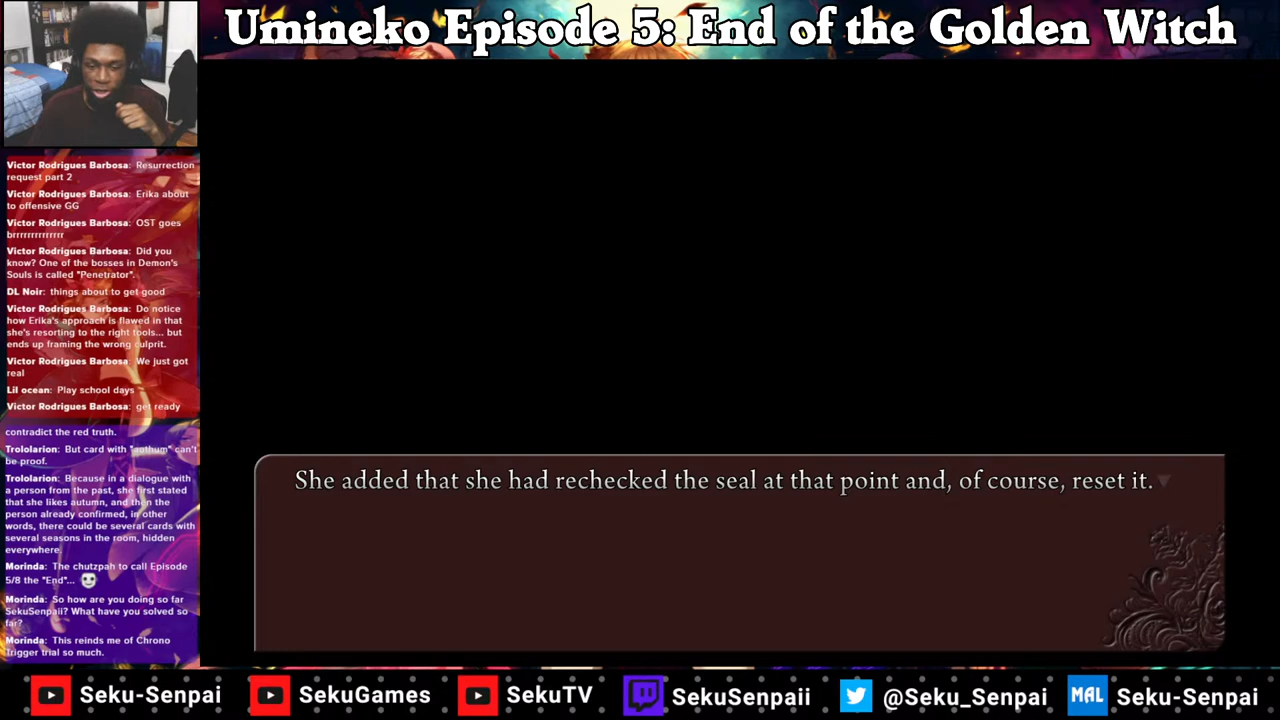 Umineko Episode 5: End of the Golden Witch
Victor Rodrigues Barbosa: Resurrection
request part 2
Victor Rodrigues Barbosa: Erika about
to offensive GG
Victor Rodrigues Barbosa: OST goes
brrrrrrrrrrrrr
Victor Rodrigues Barbosa: Did you
know? One of the bosses in Demon's
Souls is called "Penetrator".
DL Noir: things about to get good
Victor Rodrigues Barbosa: Do notice
how Erika's approach is flawed in that
she's resorting to the right tools... but
ends up framing the wrong culprit.
Victor Rodrigues Barbosa: We just got
real
Lil ocean: Play school days
Victor Rodrigues Barbosa: get ready
contradict the red truth.
Trololarion: But card with "authum" can't
be proof.
Trololarion: Because in a dialogue with
a person from the past, she first stated
that she likes autumn, and then the
person already confirmed, in other
words, there could be several cards with
several seasons in the room, hidden
everywhere.
Morinda: The chutzpah to call Episode
5/8 the "End"...
Morinda: So how are you doing so far
SekuSenpaii? What have you solved so
far?
Morinda: This reinds me of Chrono
Trigger trial so much.
She added that she had rechecked the seal at that point and, of course, reset it.
Seku-Senpai
SekuGames
SekuTV
SekuSenpaii
@Seku_Senpai
MAL
Seku-Senpai